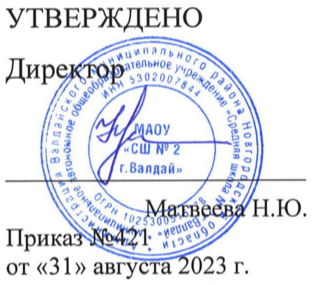 УТВЕРЖДЕНО
Директор
МАОУ
«СШ № 2
г.Валдай»
Матвеева Н.Ю.
Приказ №421
от «31» августа 2023 г.